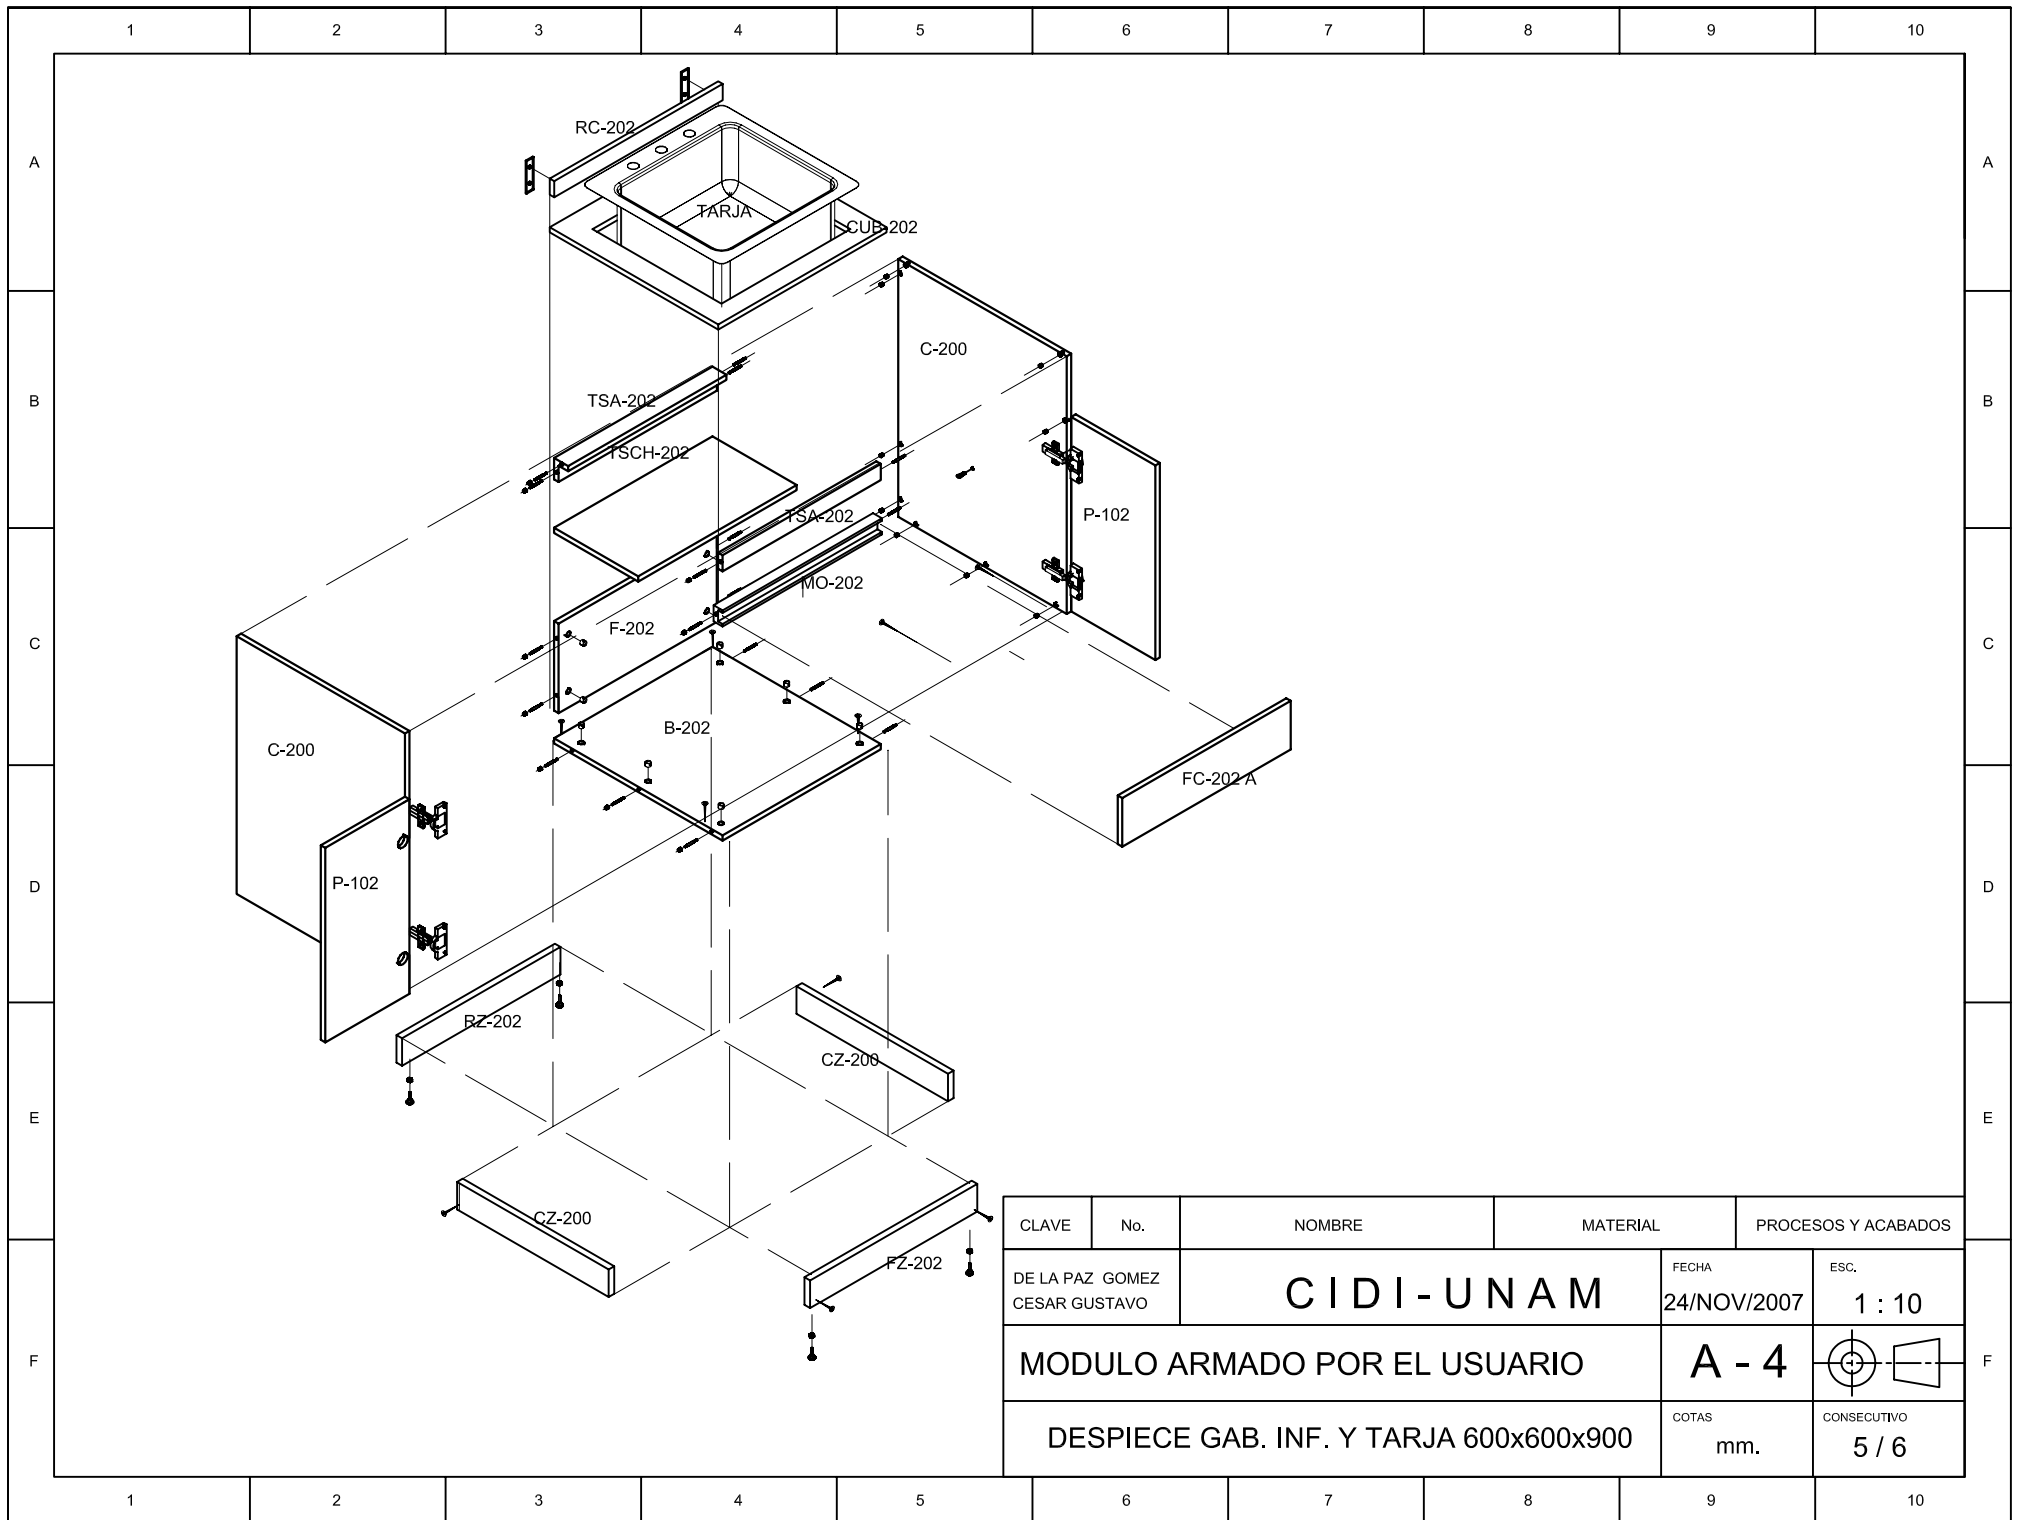 1 2 3 4 5 6 7 8 9 10
A A
B B
C C
D D
E E
F F
RC-202
TARJA
CUB-202
C-200
TSA-202
TSCH-202
TSA-202
P-102
MO-202
F-202
B-202
C-200
FC-202 A
P-102
RZ-202
CZ-200
CZ-200
FZ-202
CLAVE No. NOMBRE MATERIAL PROCESOS Y ACABADOS
DE LA PAZ GOMEZ
CESAR GUSTAVO
CIDI-UNAM
FECHA
24/NOV/2007
ESC.
1 : 10
MODULO ARMADO POR EL USUARIO
A - 4
DESPIECE GAB. INF. Y TARJA 600x600x900
COTAS
mm.
CONSECUTIVO
5 / 6
1 2 3 4 5 6 7 8 9 10